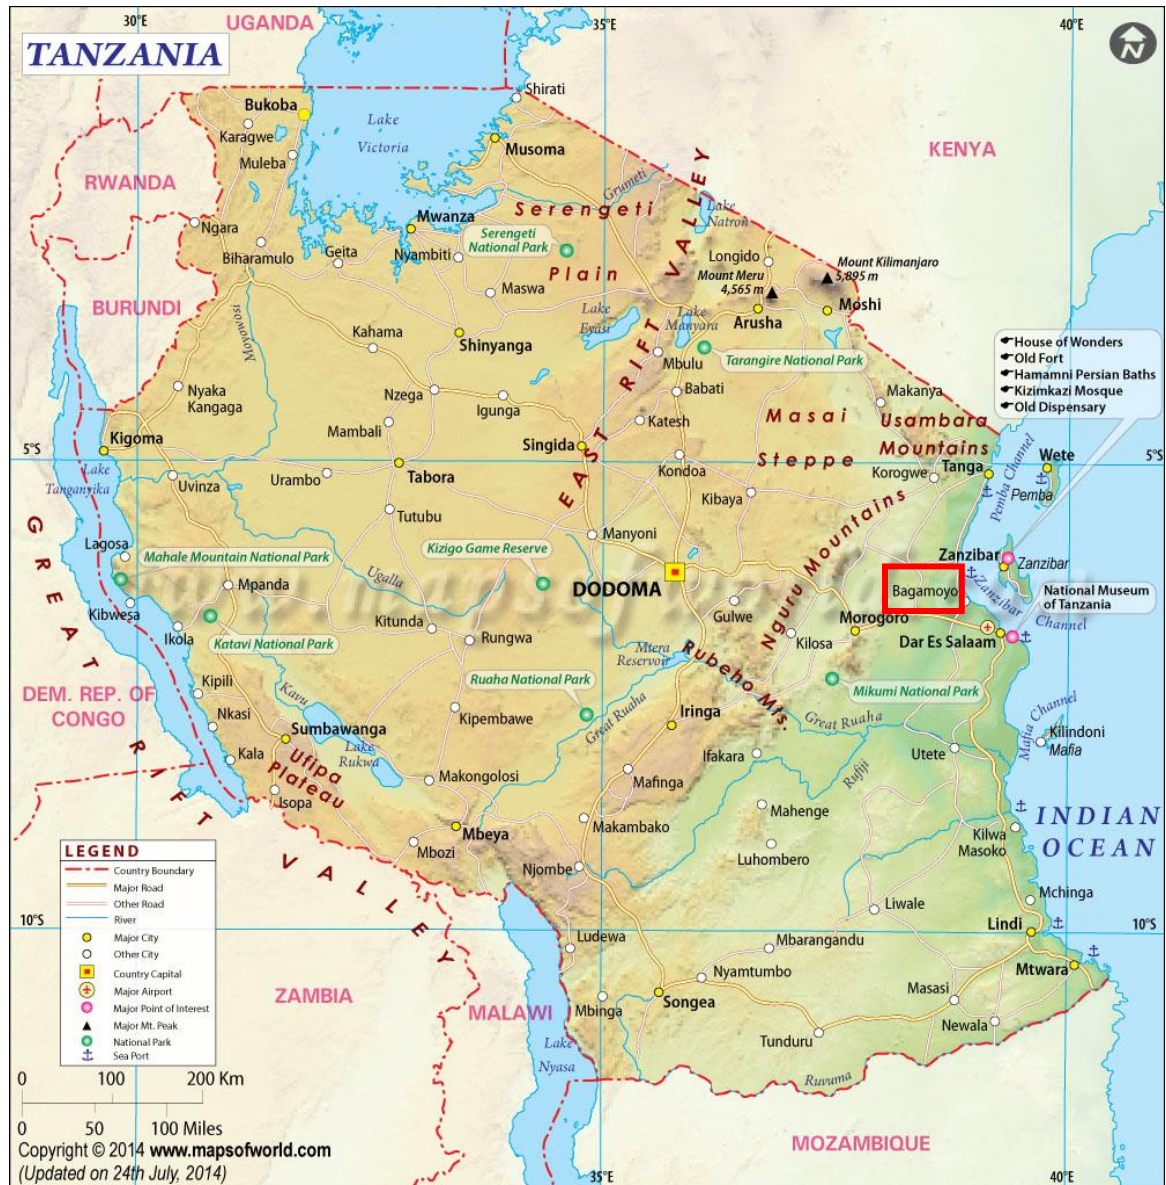 30°E
UGANDA
35°E
40°E
N
TANZANIA
Shirati
Bukoba
Karagwe
Lake
Victoria
Musoma
Muleba
KENYA
RWANDA
Grumeti
VALLEY
Lake
Natron
Serengeti
Mwanza
Ngara
Serengeti
National Park
Biharamulo
Geita
Nyambiti
Longido
Mount Kilimanjaro
5,895 m
Plain
Mount Meru
4,565 m
Maswa
BURUNDI
Moyowosi
Lake
Eyasi
Lake
Manyara
Arusha
Moshi
Kahama
Shinyanga
RIFT
House of Wonders
Old Fort
Hamamni Persian Baths
Kizimkazi Mosque
Old Dispensary
Mbulu
Tarangire National Park
Nyaka
Kangaga
Nzega
Igunga
Babati
Makanya
Mambali
Katesh
Masai
Usambara
Mountains
Kigoma
Singida
EAST
5°S
Lake
Tanganyika
Uvinza
Urambo
Tabora
Kondoa
Steppe
Korogwe
Tanga
Pemba Channel
Wete
5°S
Pemba
Kibaya
Tutubu
Manyoni
Nguru Mountains
GREAT RIFT VALLEY
Lagosa
Mahale Mountain National Park
Kizigo Game Reserve
Zanzibar
Zanzibar
Mpanda
Ugalla
DODOMA
Bagamoyo
Zanzibar Channel
National Museum
of Tanzania
Kibwesa
Ikola
Katavi National Park
Kitunda
Rungwa
Gulwe
Kilosa
Morogoro
Dar Es Salaam
Mtera
Reservoir
Rubeho Mts.
DEM. REP. OF
CONGO
Kipili
Kavu
Ruaha National Park
Mikumi National Park
Nkasi
Kipembawe
Great Ruaha
Iringa
Great Ruaha
Mafia Channel
Kilindoni
Mafia
Sumbawanga
Lake
Rukwa
Kala
Ufipa
Plateau
Ifakara
Rufiji
Utete
Makongolosi
Mafinga
Isopa
Mahenge
INDIAN
OCEAN
Mbeya
Makambako
Kilwa
Masoko
Mbozi
Luhombero
Njombe
Mchinga
Liwale
10°S
Lindi
10°S
Ludewa
Mbarangandu
Mtwara
Nyamtumbo
Masasi
ZAMBIA
MALAWI
Mbinga
Songea
Newala
Tunduru
Lake
Nyasa
Ruvuma
MOZAMBIQUE
LEGEND
Country Boundary
Major Road
Other Road
River
Major City
Other City
Country Capital
Major Airport
Major Point of Interest
Major Mt. Peak
National Park
Sea Port
0 100 200 Km
0 50 100 Miles
Copyright © 2014 www.mapsofworld.com
(Updated on 24th July, 2014)
35°E
40°E